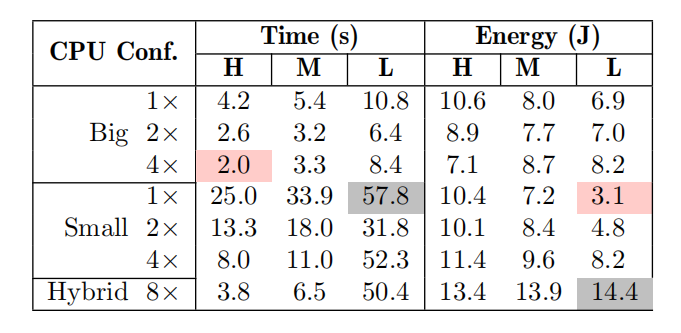 CPU Conf. Time (s) Energy (J)
H M L H M L
1× 4.2 5.4 10.8 10.6 8.0 6.9
Big 2× 2.6 3.2 6.4 8.9 7.7 7.0
4× 2.0 3.3 8.4 7.1 8.7 8.2
1× 25.0 33.9 57.8 10.4 7.2 3.1
Small 2× 13.3 18.0 31.8 10.1 8.4 4.8
4× 8.0 11.0 52.3 11.4 9.6 8.2
Hybrid 8× 3.8 6.5 50.4 13.4 13.9 14.4